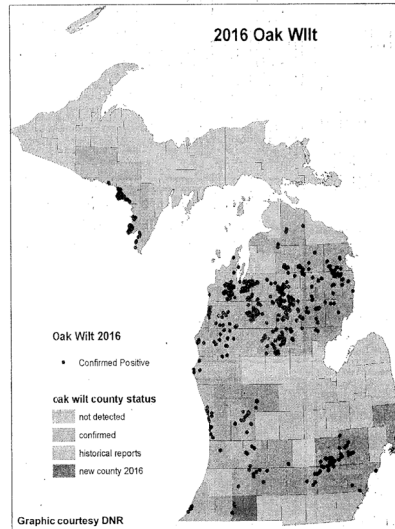 2016 Oak Wilt
Oak Wilt 2016
Confirmed Positive
oak wilt county status
not detected
confirmed
historical reports
new county 2016
Graphic courtesy DNR